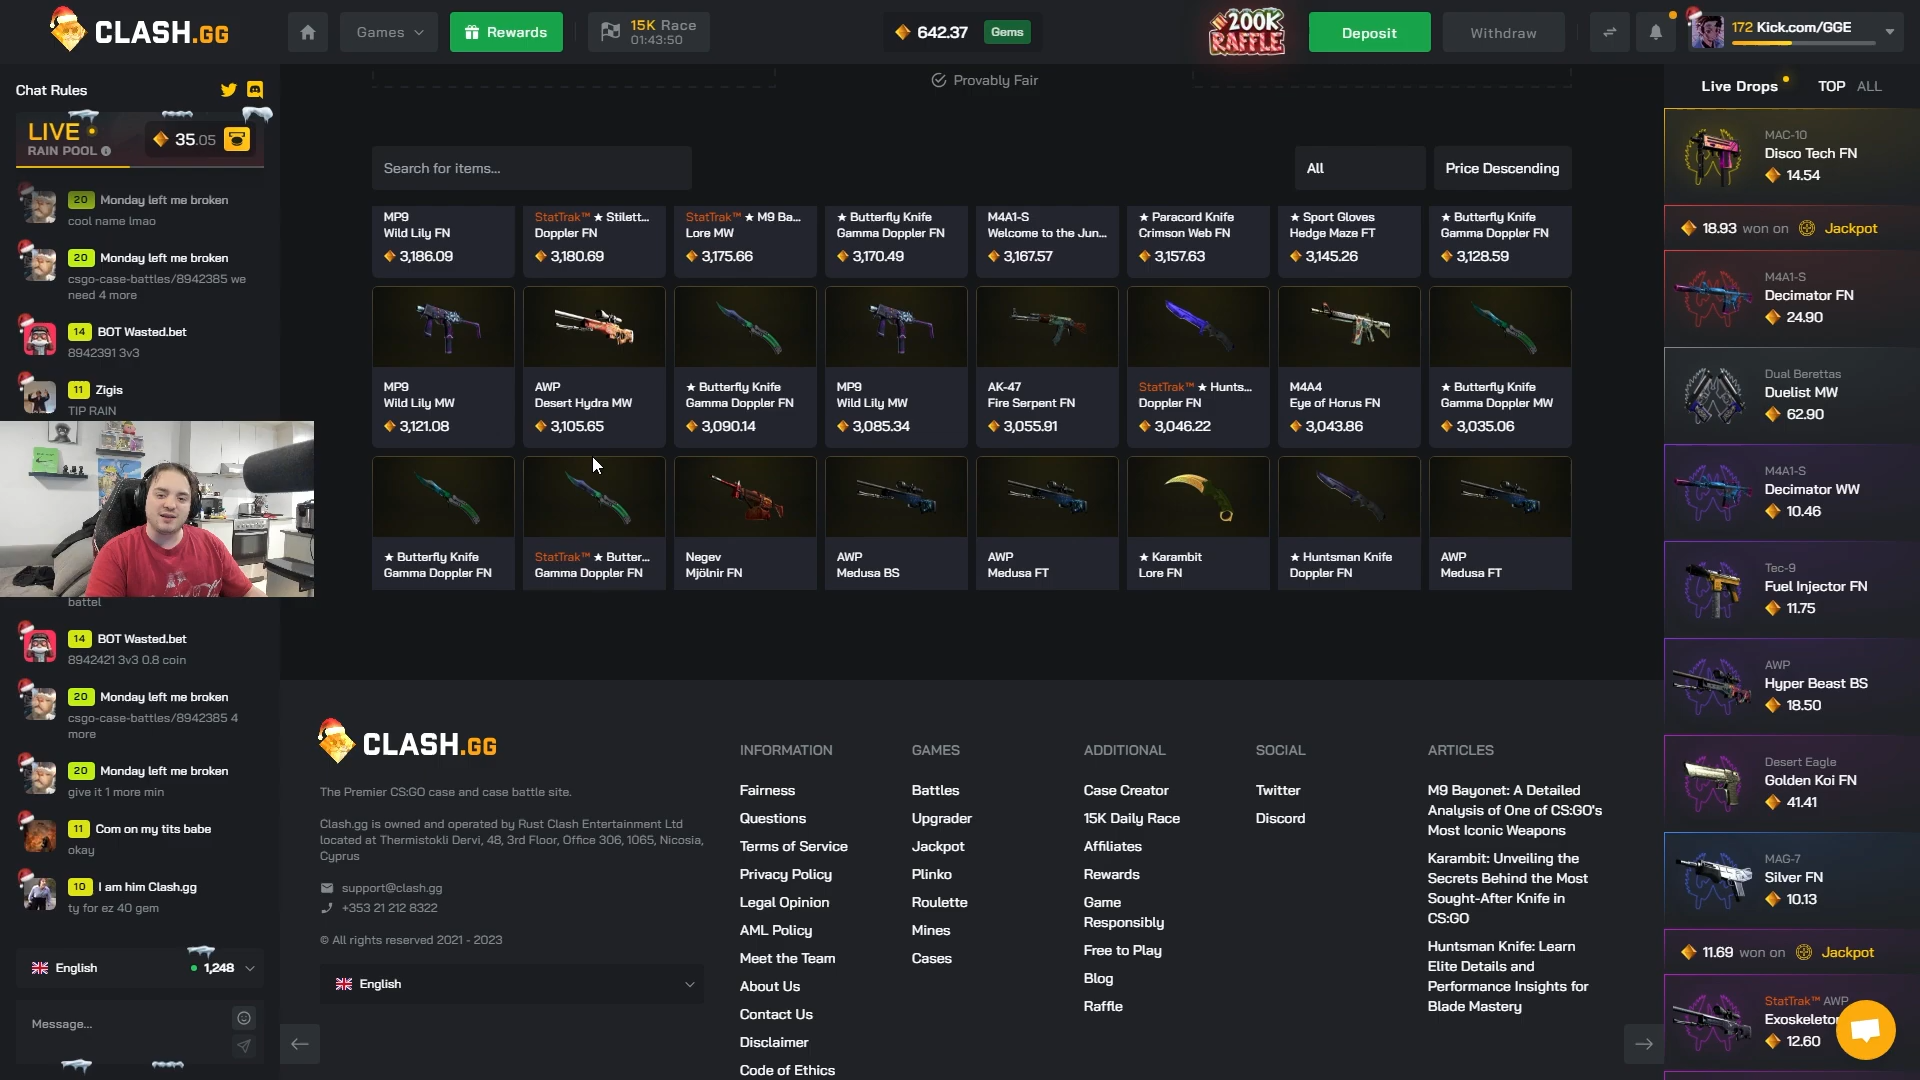 CLASH.GG
Games
Rewards
15K Race
01:43:50
642.37
Gems
200K
RAFFLE
Deposit
Withdraw
172 Kick.com/GGE
Chat Rules
LIVE
RAIN POOL
35.05
20 Monday left me broken
cool name lmao
20 Monday left me broken
csgo-case-battles/8942385 we
need 4 more
14 BOT Wasted.bet
8942391 3v3
11 Zigis
TIP RAIN
battel
14 BOT Wasted.bet
8942421 3v3 0.8 coin
20 Monday left me broken
csgo-case-battles/8942385 4
more
20 Monday left me broken
give it 1 more min
11 Com on my tits babe
okay
10 I am him Clash.gg
ty for ez 40 gem
English
1,248
Message...
Provably Fair
Search for items...
All
Price Descending
MP9
Wild Lily FN
3,186.09
StatTrak™ ★ Stilett...
Doppler FN
3,180.69
StatTrak™ ★ M9 Ba...
Lore MW
3,175.66
★ Butterfly Knife
Gamma Doppler FN
3,170.49
M4A1-S
Welcome to the Jun...
3,167.57
★ Paracord Knife
Crimson Web FN
3,157.63
★ Sport Gloves
Hedge Maze FT
3,145.26
★ Butterfly Knife
Gamma Doppler FN
3,128.59
MP9
Wild Lily MW
3,121.08
AWP
Desert Hydra MW
3,105.65
★ Butterfly Knife
Gamma Doppler FN
3,090.14
MP9
Wild Lily MW
3,085.34
AK-47
Fire Serpent FN
3,055.91
StatTrak™ ★ Hunts...
Doppler FN
3,046.22
M4A4
Eye of Horus FN
3,043.86
★ Butterfly Knife
Gamma Doppler MW
3,035.06
★ Butterfly Knife
Gamma Doppler FN
StatTrak™ ★ Butter...
Gamma Doppler FN
Negev
Mjölnir FN
AWP
Medusa BS
AWP
Medusa FT
★ Karambit
Lore FN
★ Huntsman Knife
Doppler FN
AWP
Medusa FT
CLASH.GG
The Premier CS:GO case and case battle site.
Clash.gg is owned and operated by Rust Clash Entertainment Ltd
located at Thermistokli Dervi, 48, 3rd Floor, Office 306, 1065, Nicosia,
Cyprus
support@clash.gg
+353 21 212 8322
© All rights reserved 2021 - 2023
English
INFORMATION
Fairness
Questions
Terms of Service
Privacy Policy
Legal Opinion
AML Policy
Meet the Team
About Us
Contact Us
Disclaimer
Code of Ethics
GAMES
Battles
Upgrader
Jackpot
Plinko
Roulette
Mines
Cases
ADDITIONAL
Case Creator
15K Daily Race
Affiliates
Rewards
Game
Responsibly
Free to Play
Blog
Raffle
SOCIAL
Twitter
Discord
ARTICLES
M9 Bayonet: A Detailed
Analysis of One of CS:GO's
Most Iconic Weapons
Karambit: Unveiling the
Secrets Behind the Most
Sought-After Knife in
CS:GO
Huntsman Knife: Learn
Elite Details and
Performance Insights for
Blade Mastery
Live Drops
TOP
ALL
MAC-10
Disco Tech FN
14.54
18.93 won on Jackpot
M4A1-S
Decimator FN
24.90
Dual Berettas
Duelist MW
62.90
M4A1-S
Decimator WW
10.46
Tec-9
Fuel Injector FN
11.75
AWP
Hyper Beast BS
18.50
Desert Eagle
Golden Koi FN
41.41
MAG-7
Silver FN
10.13
11.69 won on Jackpot
StatTrak™ AWP
Exoskeleto
12.60